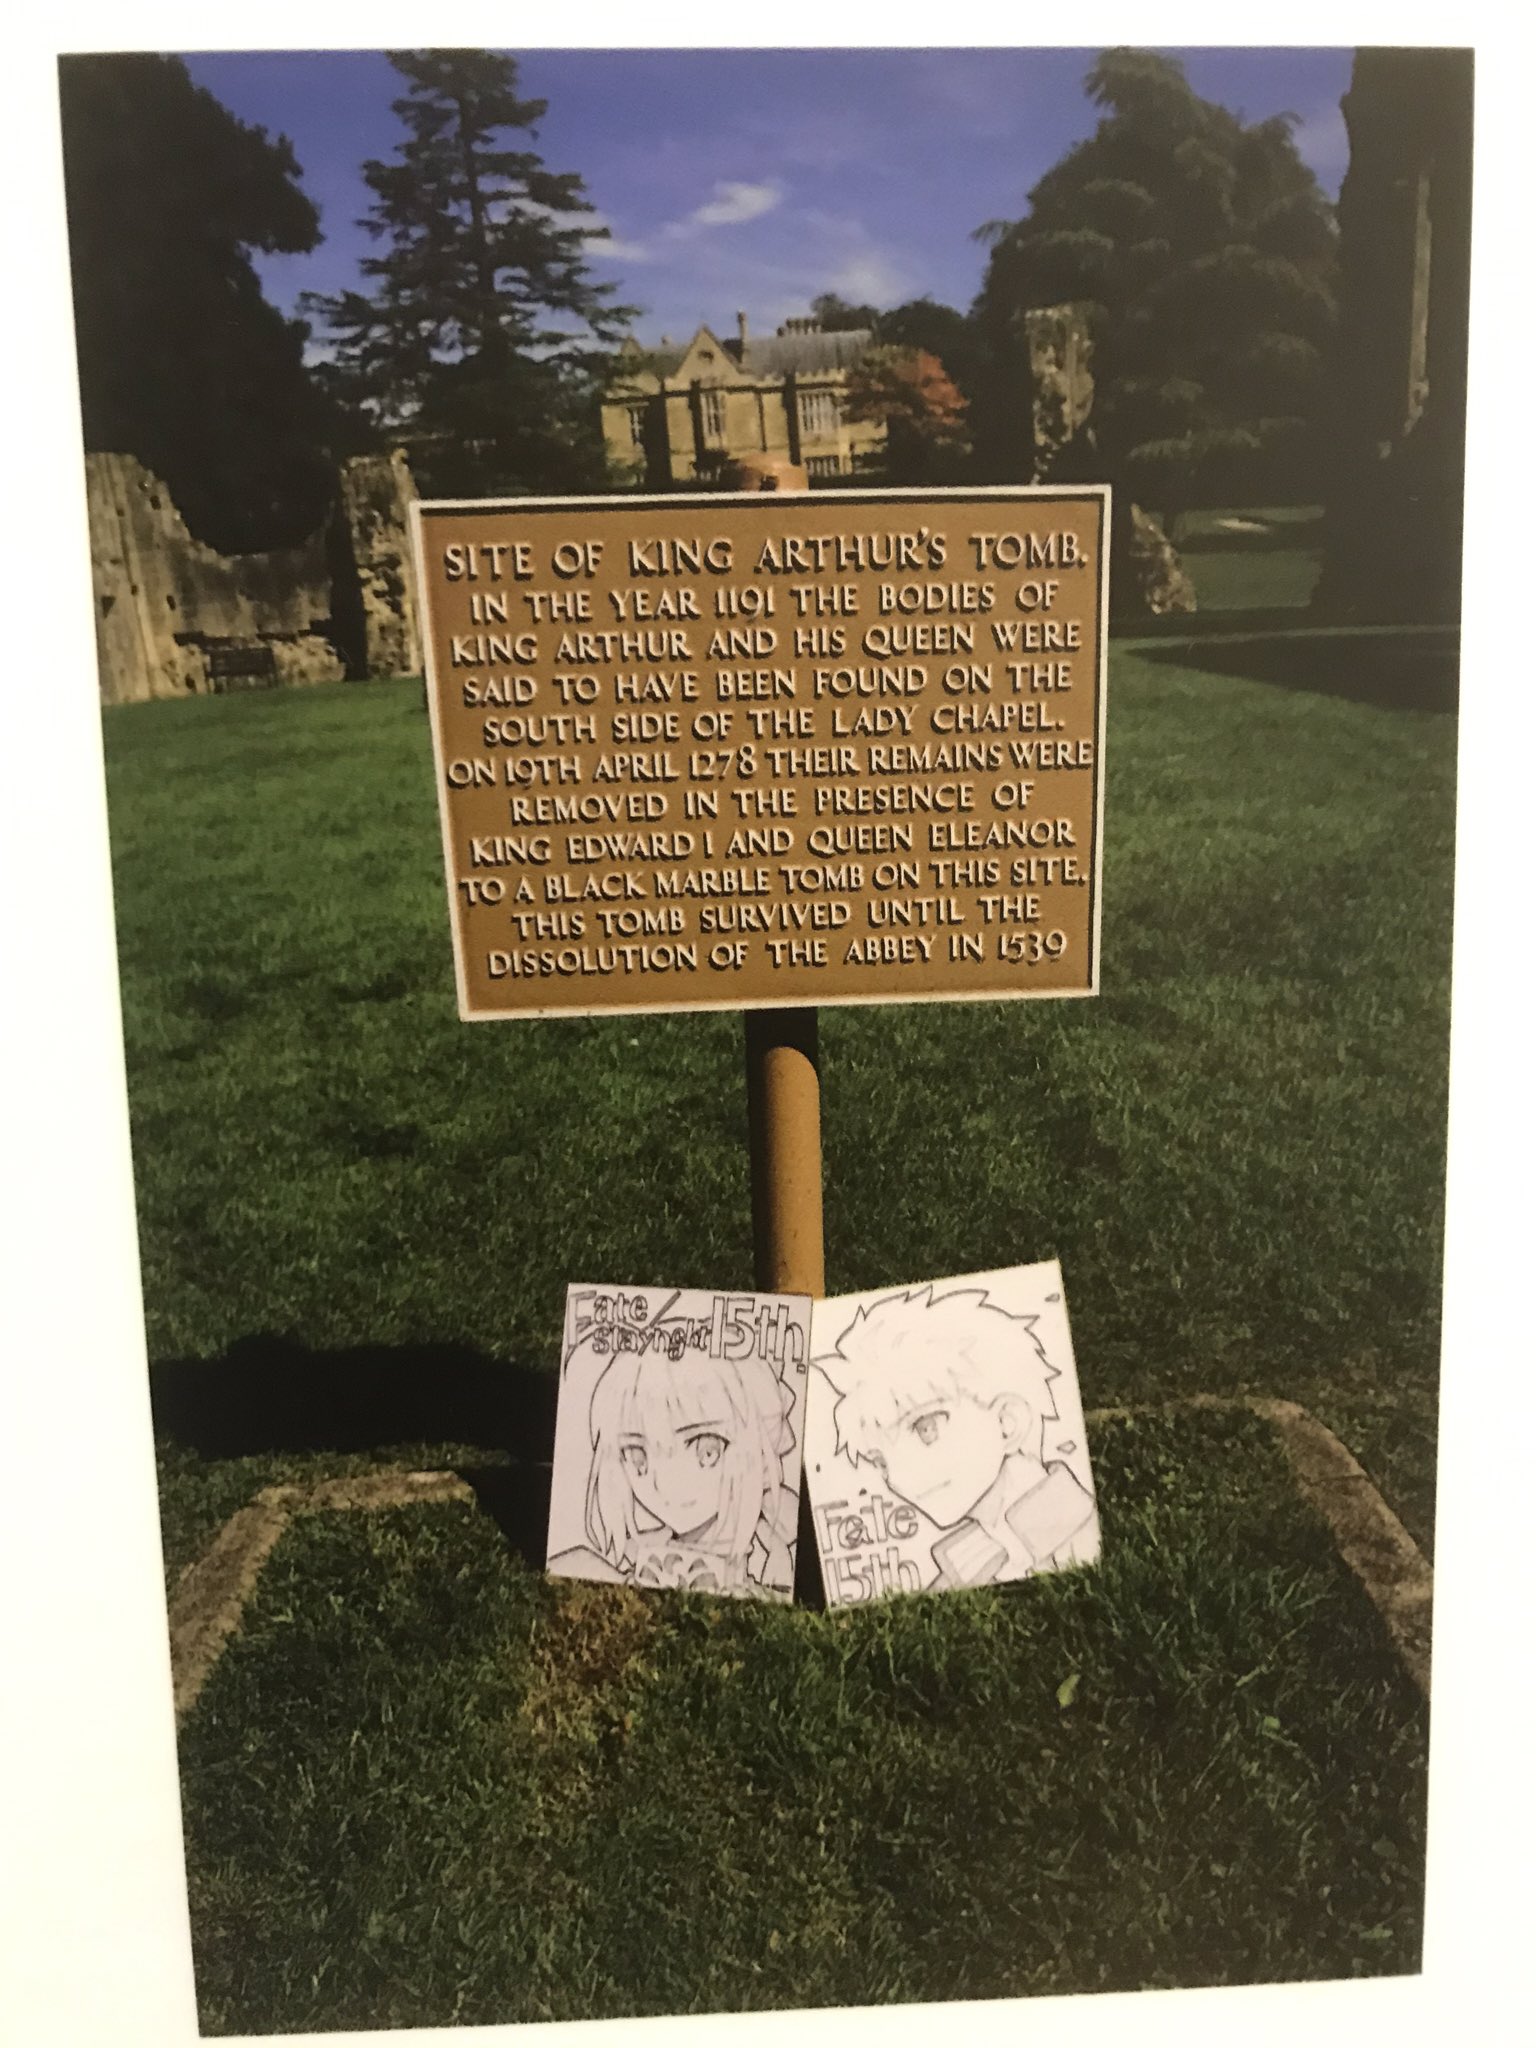 SITE OF KING ARTHUR'S TOMB.
IN THE YEAR 1191 THE BODIES OF
KING ARTHUR AND HIS QUEEN WERE
SAID TO HAVE BEEN FOUND ON THE
SOUTH SIDE OF THE LADY CHAPEL.
ON 19TH APRIL 1278 THEIR REMAINS WERE
REMOVED IN THE PRESENCE OF
KING EDWARD I AND QUEEN ELEANOR
TO A BLACK MARBLE TOMB ON THIS SITE.
THIS TOMB SURVIVED UNTIL THE
DISSOLUTION OF THE ABBEY IN 1539
Fate/
stay night 15th.
Fate
15th